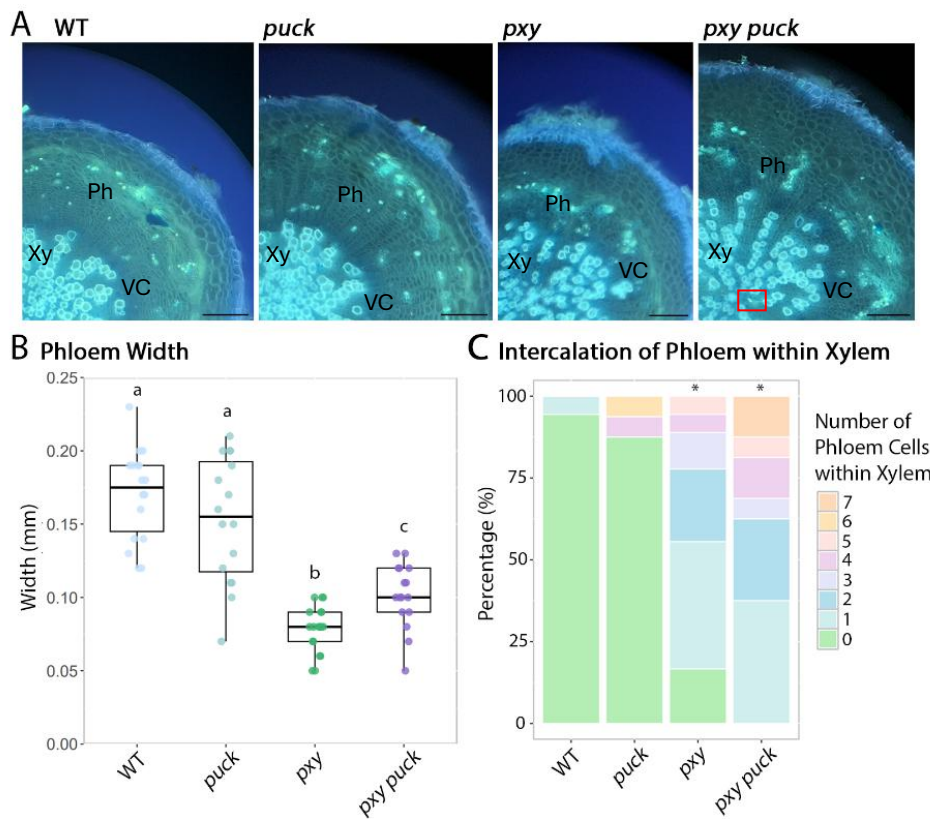 A WT puck pxy pxy puck
Ph Xy VC
Ph Xy VC
Ph Xy VC
Ph Xy VC
B Phloem Width
0.25
0.20
0.15
0.10
0.05
0.00
Width (mm)
a a b c
WT puck pxy pxy puck
C Intercalation of Phloem within Xylem
* *
100
75
50
25
0
Percentage (%)
WT puck pxy pxy puck
Number of
Phloem Cells
within Xylem
7
6
5
4
3
2
1
0